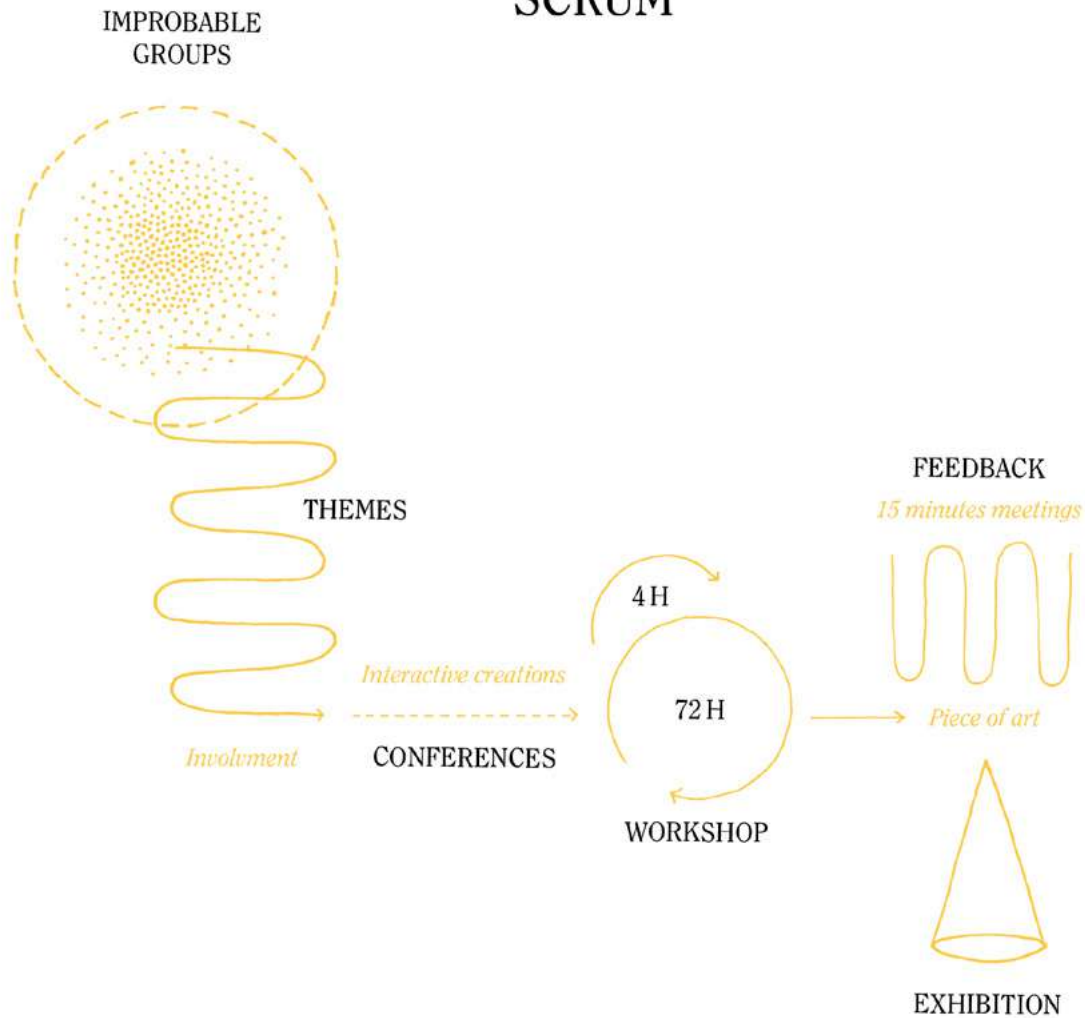 SCRUM
IMPROBABLE
GROUPS
THEMES
FEEDBACK
15 minutes meetings
4 H
72 H
Interactive creations
Piece of art
Involvment
CONFERENCES
WORKSHOP
EXHIBITION